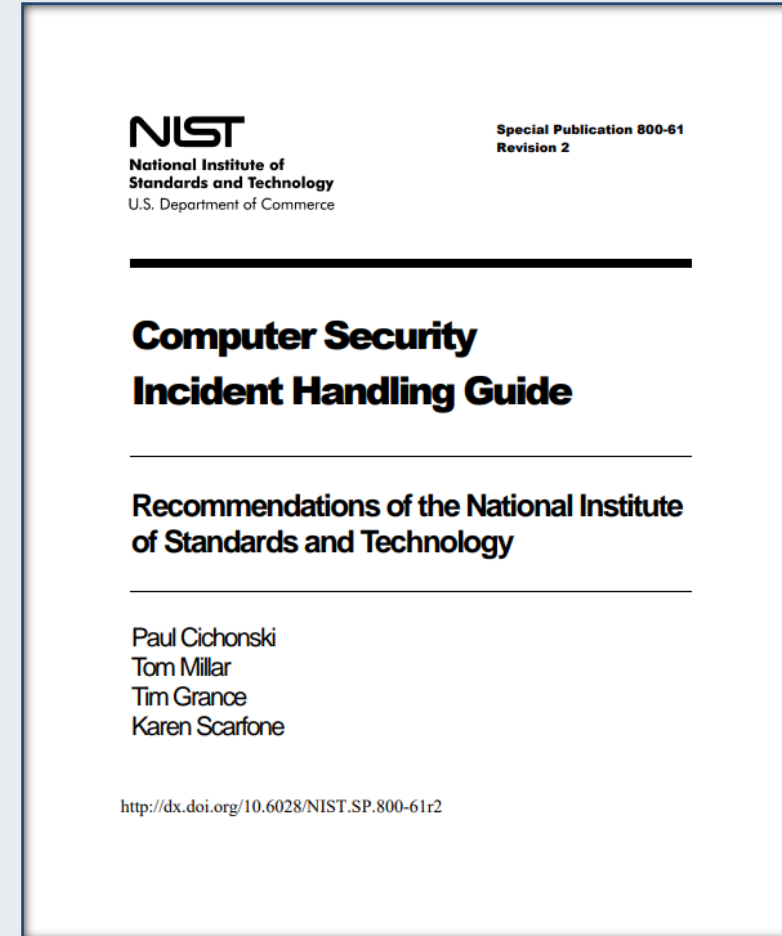 NIST
National Institute of
Standards and Technology
U.S. Department of Commerce
Special Publication 800-61
Revision 2
Computer Security
Incident Handling Guide
Recommendations of the National Institute
of Standards and Technology
Paul Cichonski
Tom Millar
Tim Grance
Karen Scarfone
http://dx.doi.org/10.6028/NIST.SP.800-61r2